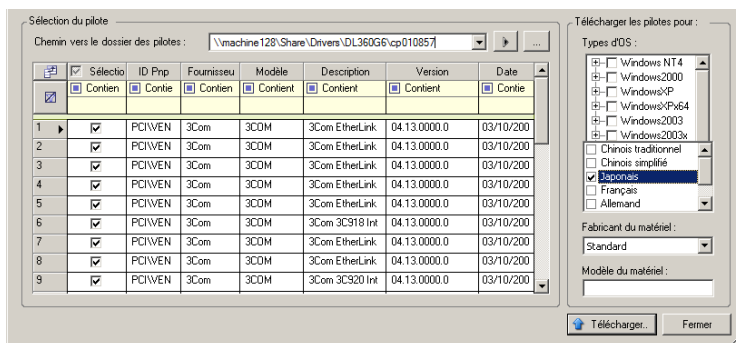 Sélection du pilote
Chemin vers le dossier des pilotes :
\\machine128\Share\Drivers\DL360G6\cp010857
...
Sélectio ID Pnp Fournisseu Modèle Description Version Date
Contien Contie Contien Contient Contient Contient Contie
1 PCI\VEN 3Com 3COM 3Com EtherLink 04.13.0000.0 03/10/200
2 PCI\VEN 3Com 3COM 3Com EtherLink 04.13.0000.0 03/10/200
3 PCI\VEN 3Com 3COM 3Com EtherLink 04.13.0000.0 03/10/200
4 PCI\VEN 3Com 3COM 3Com EtherLink 04.13.0000.0 03/10/200
5 PCI\VEN 3Com 3COM 3Com EtherLink 04.13.0000.0 03/10/200
6 PCI\VEN 3Com 3COM 3Com 3C918 Int 04.13.0000.0 03/10/200
7 PCI\VEN 3Com 3COM 3Com EtherLink 04.13.0000.0 03/10/200
8 PCI\VEN 3Com 3COM 3Com EtherLink 04.13.0000.0 03/10/200
9 PCI\VEN 3Com 3COM 3Com 3C920 Int 04.13.0000.0 03/10/200
Télécharger les pilotes pour :
Types d'OS :
Windows NT4
Windows2000
WindowsXP
WindowsXPx64
Windows2003
Windows2003x
Chinois traditionnel
Chinois simplifié
Japonais
Français
Allemand
Fabricant du matériel :
Standard
Modèle du matériel :
Télécharger.. Fermer